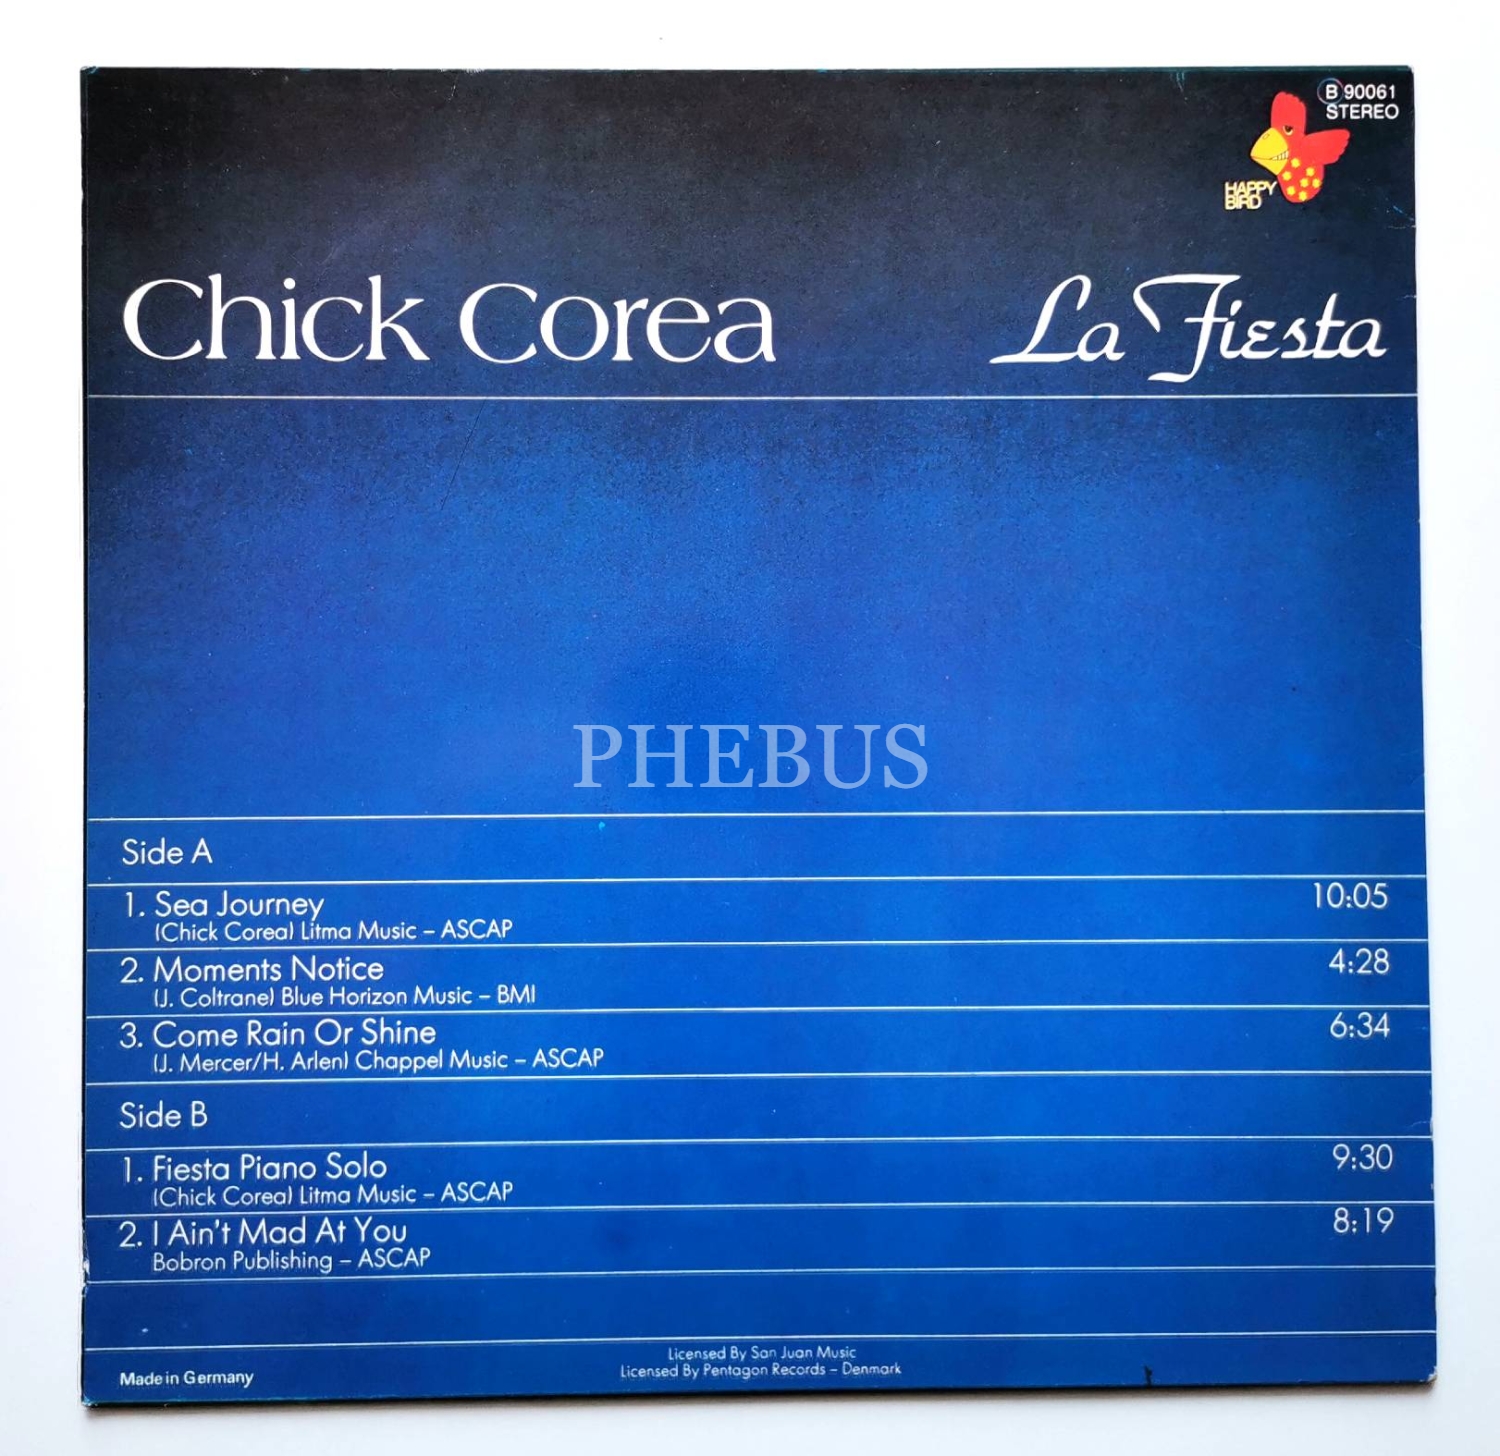 B 90061
STEREO
HAPPY
BIRD
Chick Corea La Fiesta
PHEBUS
Side A
1. Sea Journey 10:05
(Chick Corea) Litma Music – ASCAP
2. Moments Notice 4:28
(J. Coltrane) Blue Horizon Music – BMI
3. Come Rain Or Shine 6:34
(J. Mercer/H. Arlen) Chappel Music – ASCAP
Side B
1. Fiesta Piano Solo 9:30
(Chick Corea) Litma Music – ASCAP
2. I Ain't Mad At You 8:19
Bobron Publishing – ASCAP
Licensed By San Juan Music
Licensed By Pentagon Records – Denmark
Made in Germany